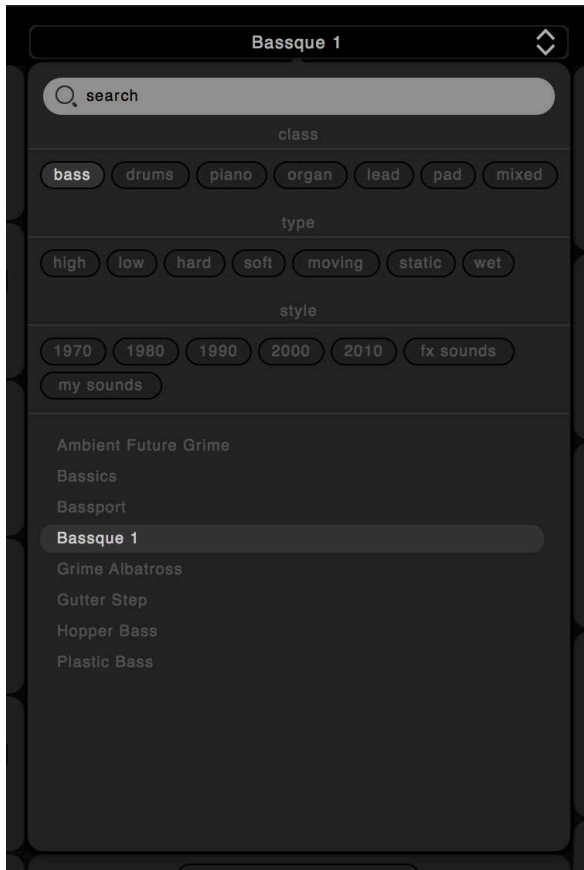 Bassque 1
search
class
bass drums piano organ lead pad mixed
type
high low hard soft moving static wet
style
1970 1980 1990 2000 2010 fx sounds
my sounds
Ambient Future Grime
Bassics
Bassport
Bassque 1
Grime Albatross
Gutter Step
Hopper Bass
Plastic Bass